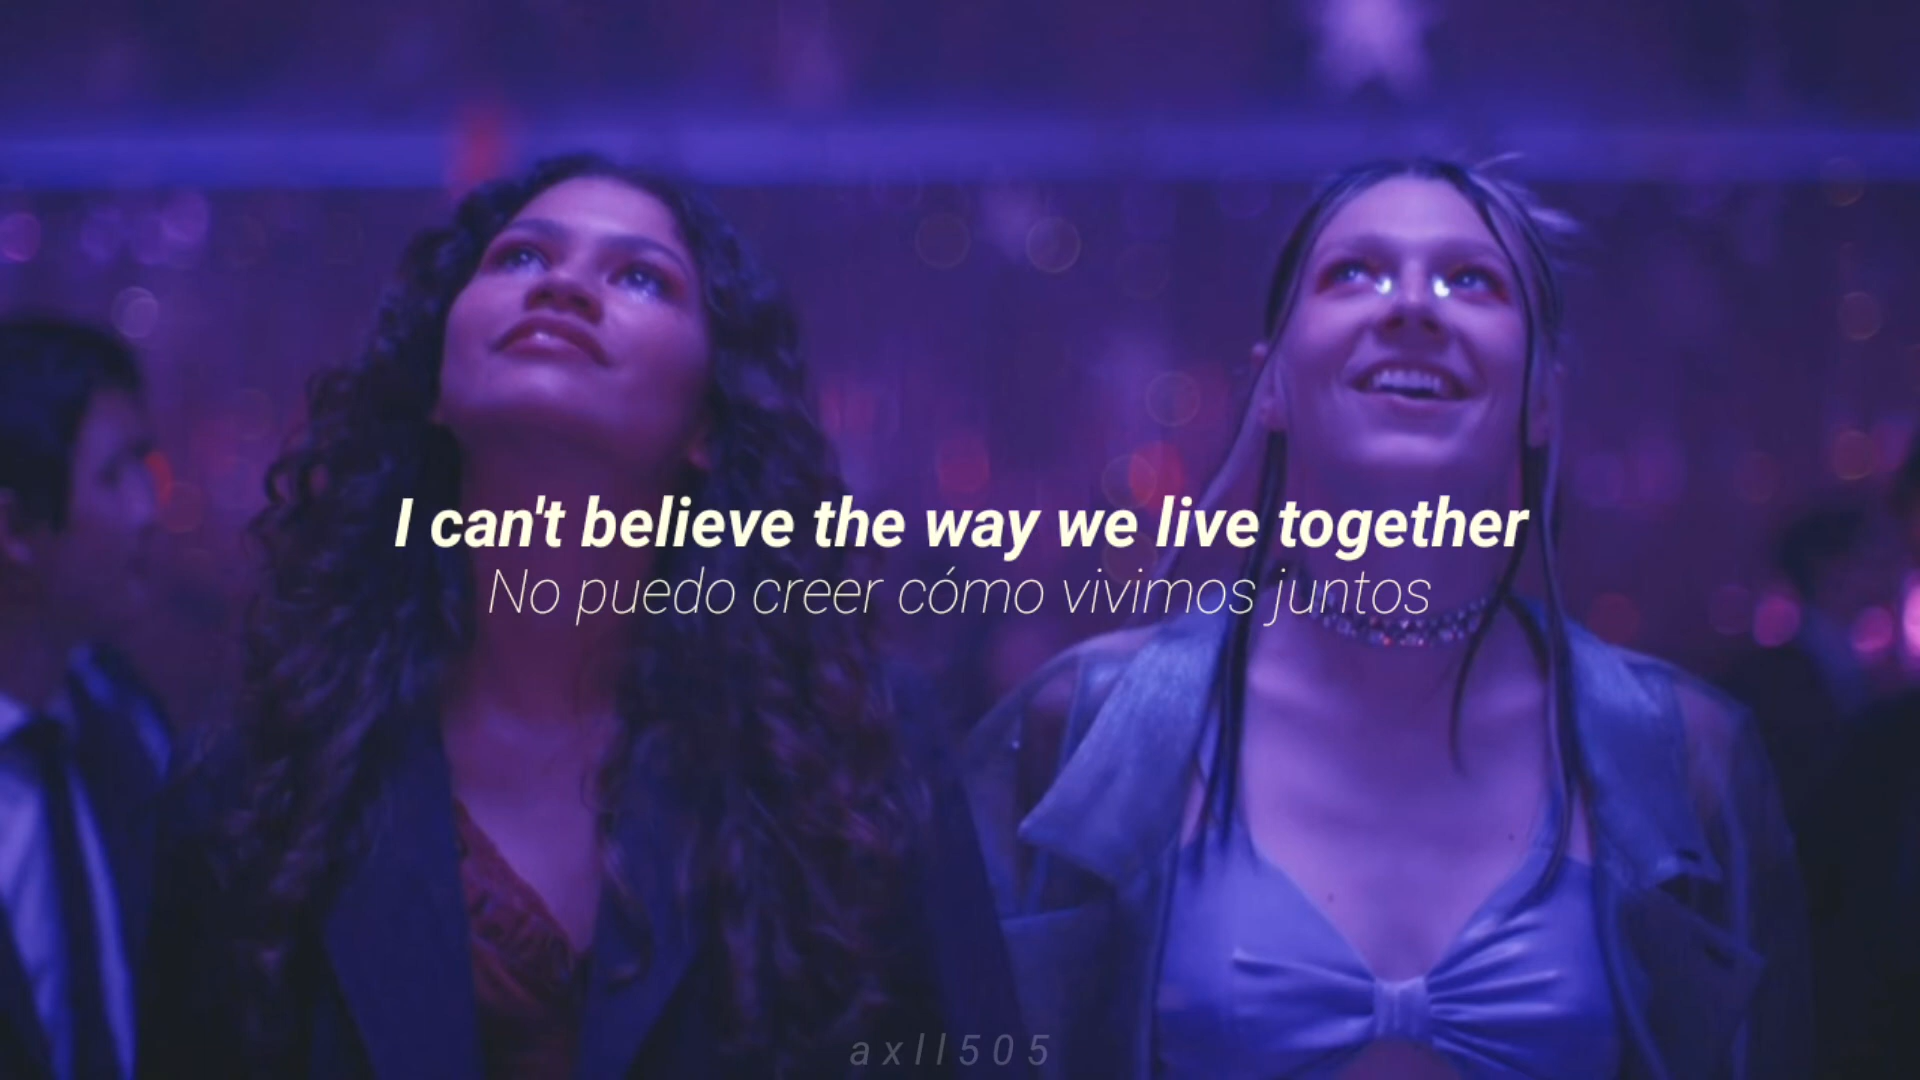 I can't believe the way we live together
No puedo creer cómo vivimos juntos
axll505